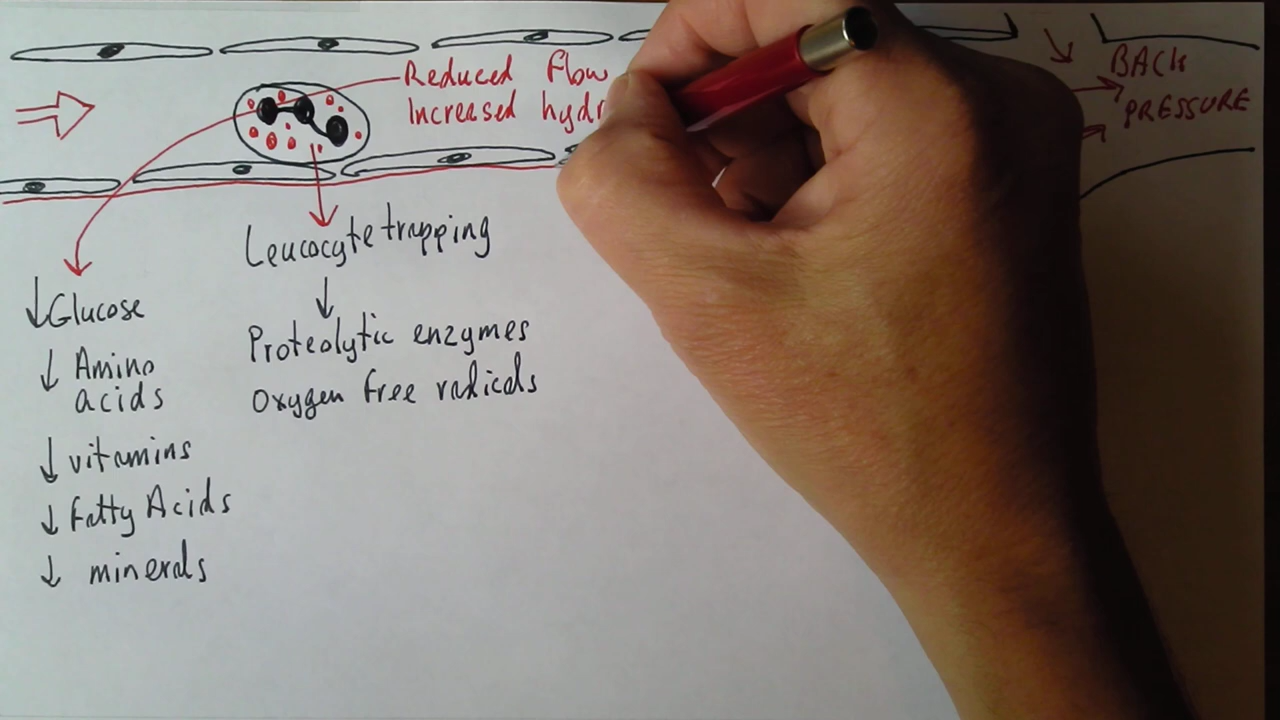 Reduced Flow
Increased hydr
BACK
PRESSURE
Leucocyte trapping
↓
Proteolytic enzymes
oxygen free radicals
↓Glucose
↓ Amino
acids
↓ vitamins
↓ Fatty Acids
↓ minerals